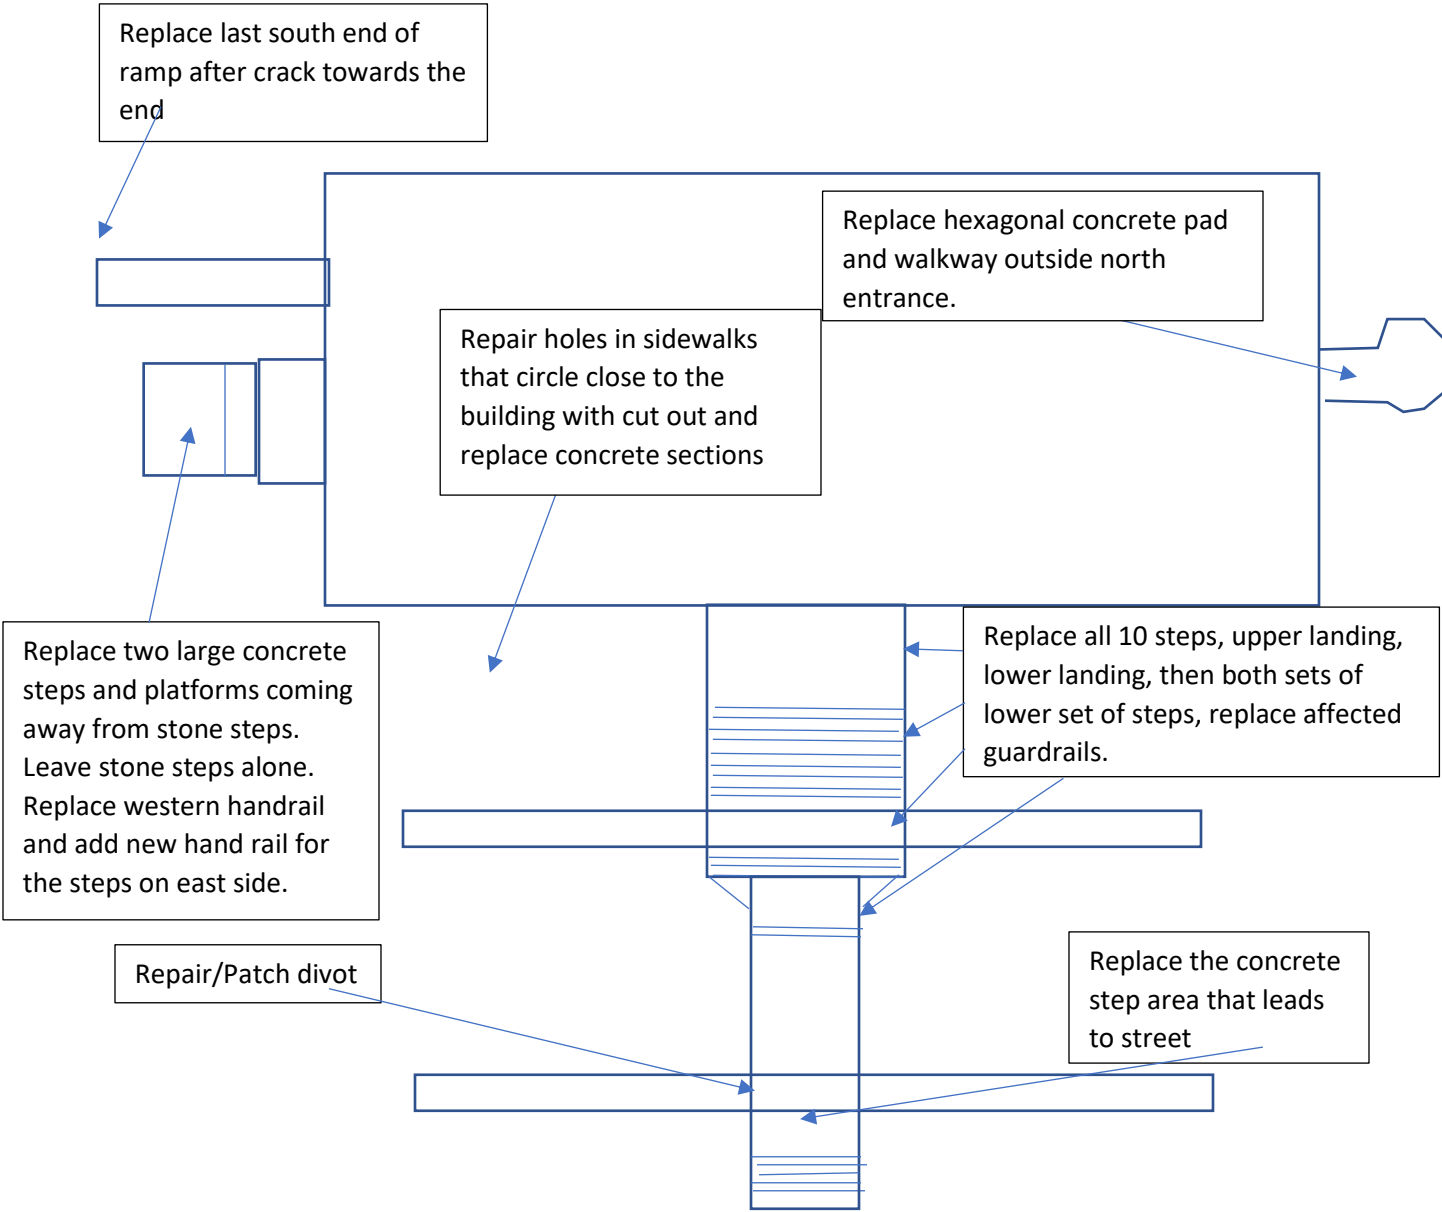 Replace last south end of
ramp after crack towards the
end
Replace hexagonal concrete pad
and walkway outside north
entrance.
Repair holes in sidewalks
that circle close to the
building with cut out and
replace concrete sections
Replace two large concrete
steps and platforms coming
away from stone steps.
Leave stone steps alone.
Replace western handrail
and add new hand rail for
the steps on east side.
Replace all 10 steps, upper landing,
lower landing, then both sets of
lower set of steps, replace affected
guardrails.
Repair/Patch divot
Replace the concrete
step area that leads
to street